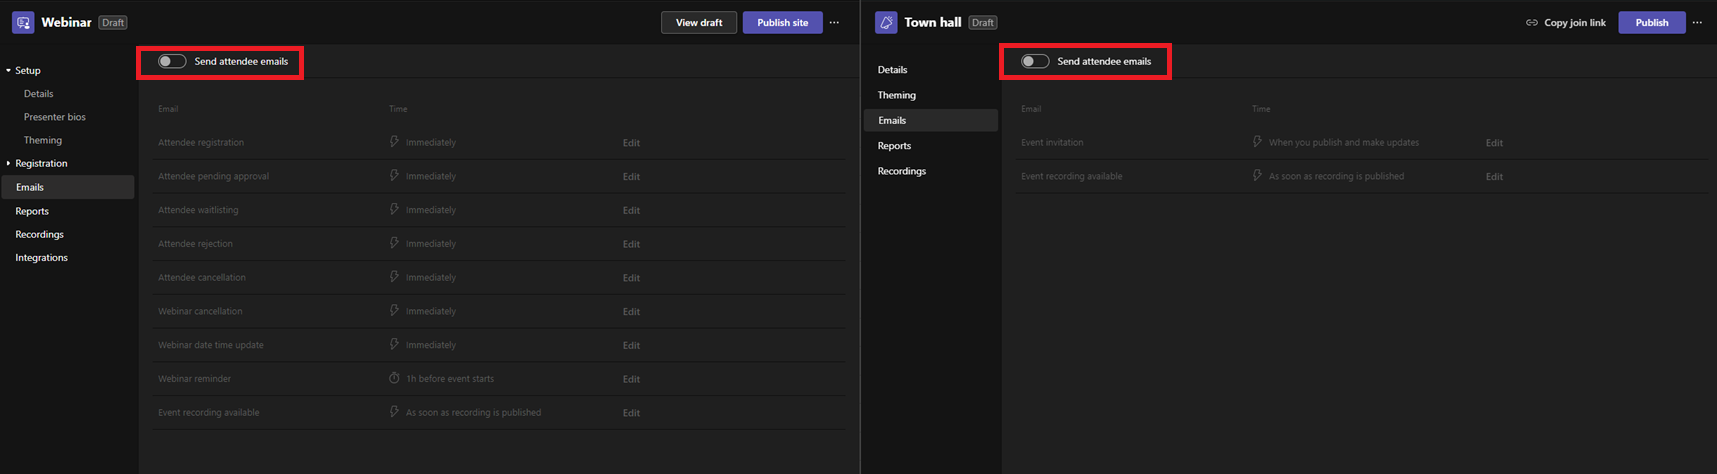 Webinar Draft View draft Publish site ...
Send attendee emails
Setup
Details
Presenter bios
Theming
Registration
Emails
Reports
Recordings
Integrations
Email Time
Attendee registration Immediately Edit
Attendee pending approval Immediately Edit
Attendee waitlisting Immediately Edit
Attendee rejection Immediately Edit
Attendee cancellation Immediately Edit
Webinar cancellation Immediately Edit
Webinar date time update Immediately Edit
Webinar reminder 1h before event starts Edit
Event recording available As soon as recording is published Edit
Town hall Draft Copy join link Publish ...
Send attendee emails
Details
Theming
Emails
Reports
Recordings
Email Time
Event invitation When you publish and make updates Edit
Event recording available As soon as recording is published Edit